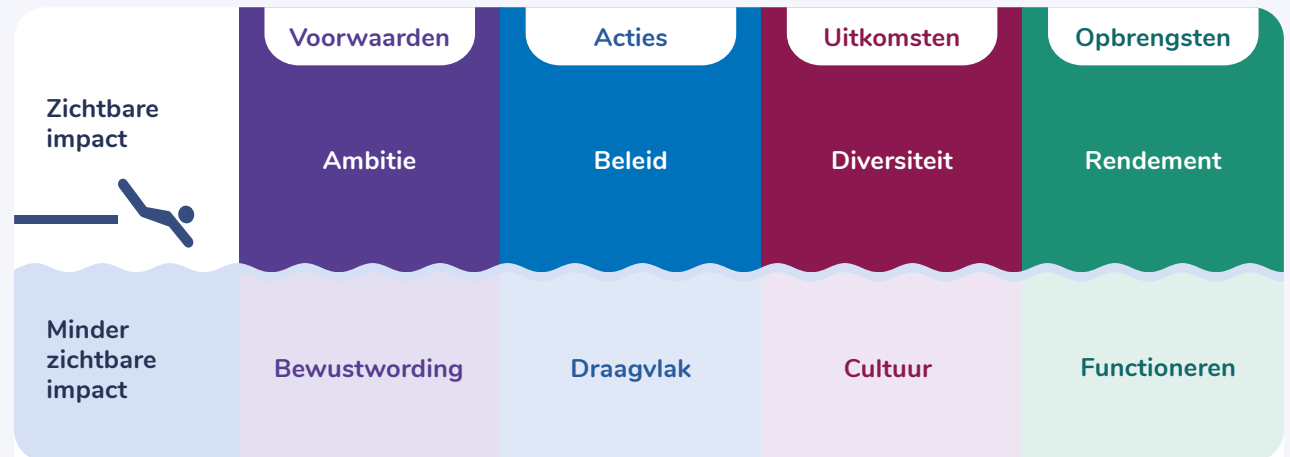 Voorwaarden
Acties
Uitkomsten
Opbrengsten
Zichtbare
impact
Ambitie
Beleid
Diversiteit
Rendement
Minder
zichtbare
impact
Bewustwording
Draagvlak
Cultuur
Functioneren